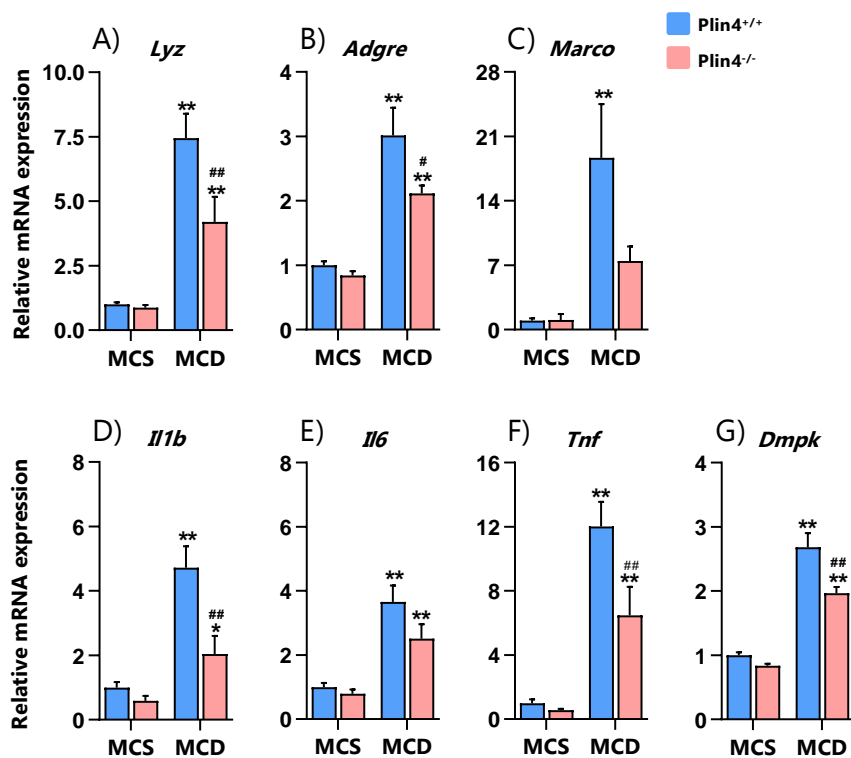 A) Lyz
B) Adgre
C) Marco
Plin4+/+
Plin4-/-
Relative mRNA expression
10.0
7.5
5.0
2.5
0.0
**
##
**
MCS MCD
4
3
2
1
0
**
#
**
MCS MCD
28
21
14
7
0
**
MCS MCD
D) Il1b
E) Il6
F) Tnf
G) Dmpk
Relative mRNA expression
8
6
4
2
0
**
##
*
MCS MCD
8
6
4
2
0
**
**
MCS MCD
16
12
8
4
0
**
##
**
MCS MCD
4
3
2
1
0
**
##
**
MCS MCD